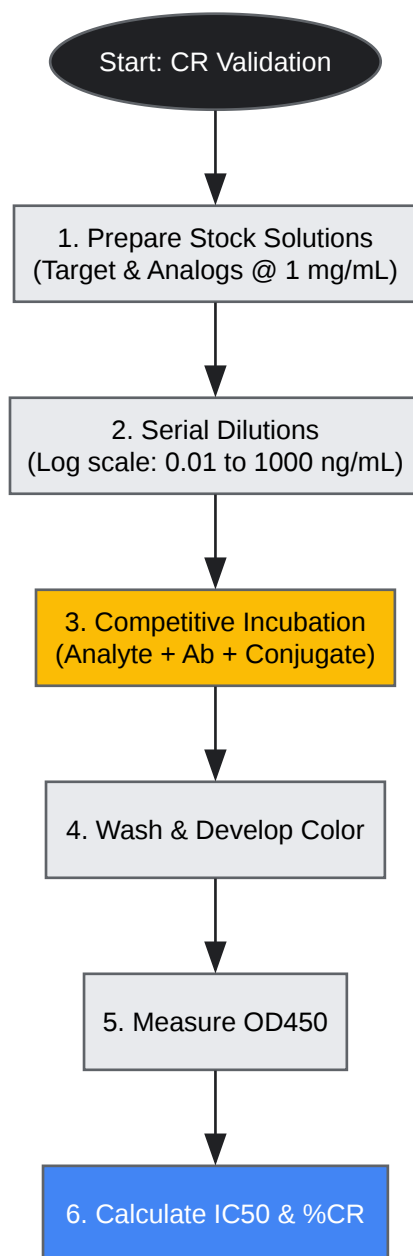 Start: CR Validation
1. Prepare Stock Solutions
(Target & Analogs @ 1 mg/mL)
2. Serial Dilutions
(Log scale: 0.01 to 1000 ng/mL)
3. Competitive Incubation
(Analyte + Ab + Conjugate)
4. Wash & Develop Color
5. Measure OD450
6. Calculate IC50 & %CR